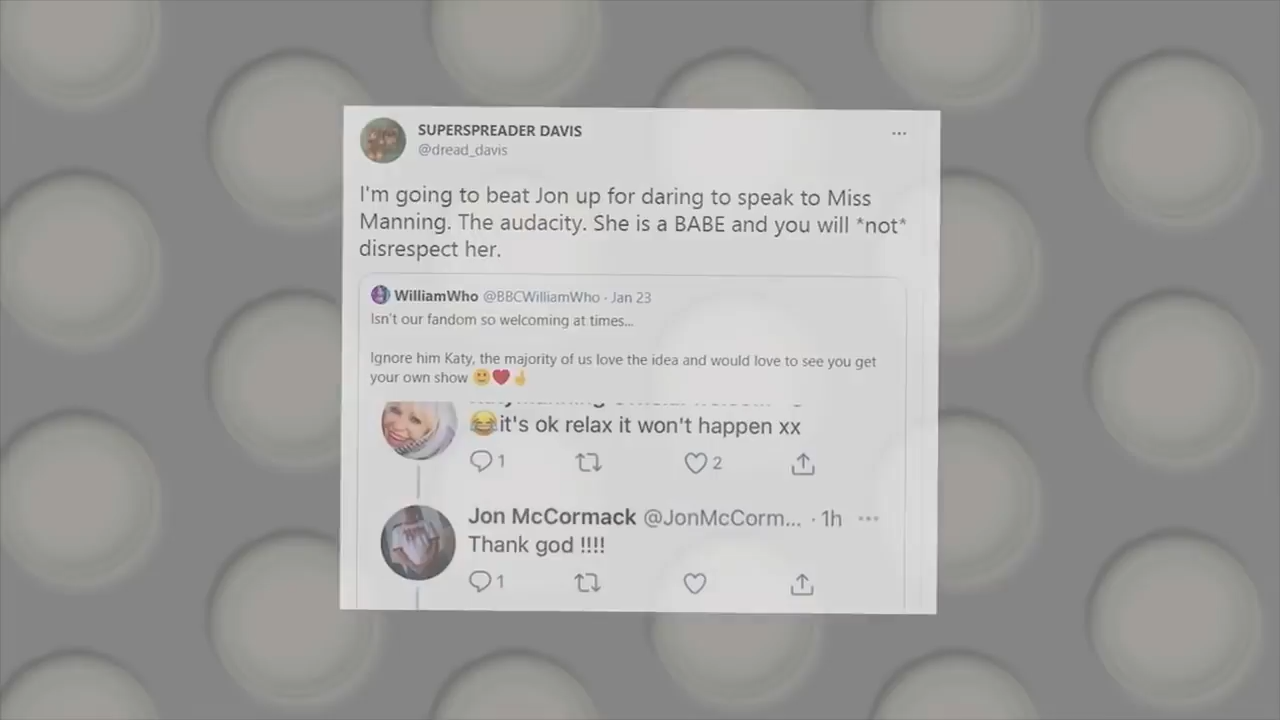 SUPERSPREADER DAVIS
@dread_davis
I'm going to beat Jon up for daring to speak to Miss
Manning. The audacity. She is a BABE and you will *not*
disrespect her.
WilliamWho @BBCWilliamWho · Jan 23
Isn't our fandom so welcoming at times...
Ignore him Katy, the majority of us love the idea and would love to see you get
your own show 🙂❤️🤞
😂it's ok relax it won't happen xx
1
2
Jon McCormack @JonMcCorm... · 1h
Thank god !!!!
1